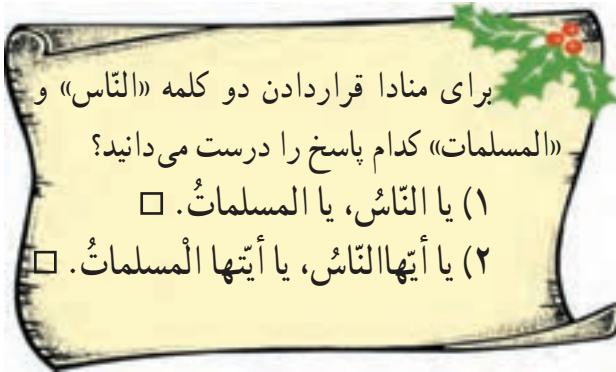 برای منادا قراردادن دو کلمه «النّاس» و
«المسلمات» کدام پاسخ را درست می‌دانید؟
۱) یا النّاسُ، یا المسلماتُ. □
۲) یا أیّهاالنّاسُ، یا أیّتها الْمسلماتُ. □